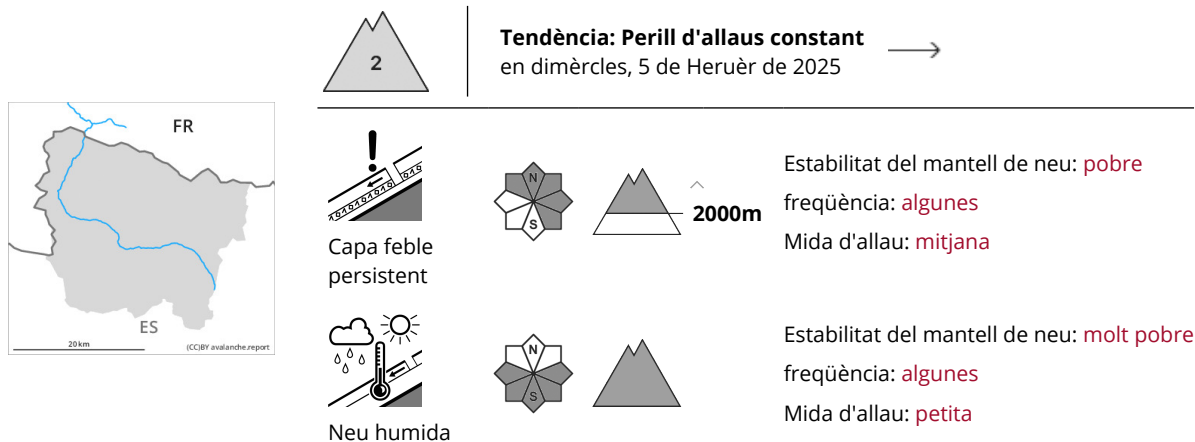 2
Tendència: Perill d'allaus constant
en dimèrcles, 5 de Heruèr de 2025
FR
ES
20 km
(CC)BY avalanche.report
Capa feble
persistent
N
S
2000m
Estabilitat del mantell de neu: pobre
freqüència: algunes
Mida d'allau: mitjana
Neu humida
N
S
Estabilitat del mantell de neu: molt pobre
freqüència: algunes
Mida d'allau: petita